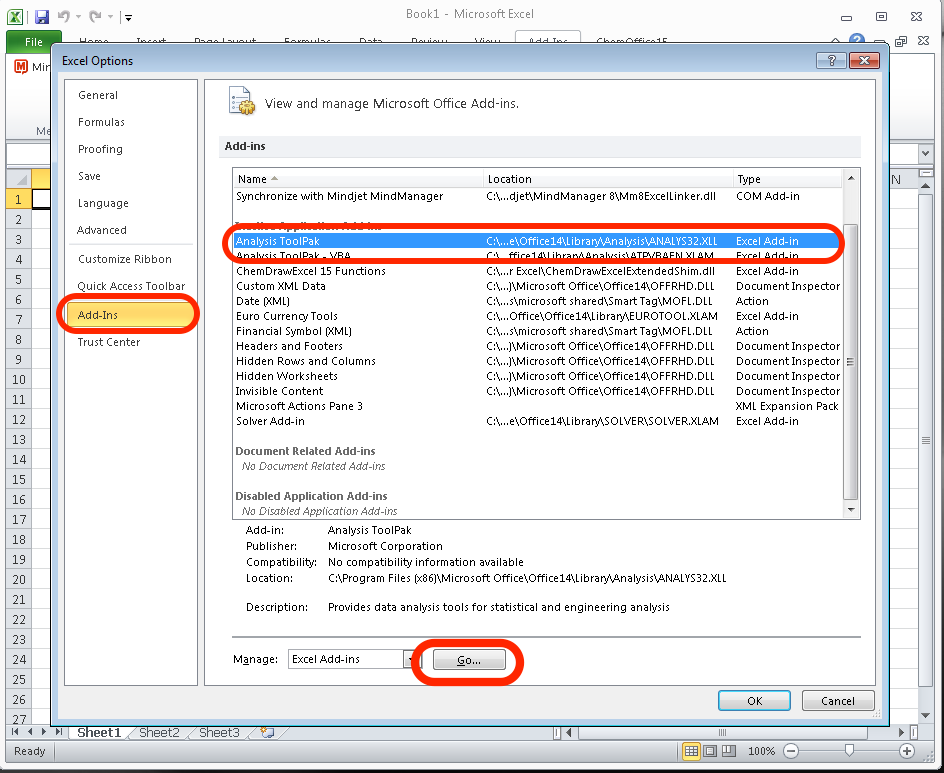 Book1 - Microsoft Excel
File Home Insert Page Layout Formulas Data Review View Add-Ins ChemOffice15
Excel Options
Min
Me
General
Formulas
Proofing
Save
Language
Advanced
Customize Ribbon
Quick Access Toolbar
Add-Ins
Trust Center
View and manage Microsoft Office Add-ins.
Add-ins
Name Location Type
Synchronize with Mindjet MindManager C:\...djet\MindManager 8\Mm8ExcelLinker.dll COM Add-in
Inactive Application Add-ins
Analysis ToolPak C:\...e\Office14\Library\Analysis\ANALYS32.XLL Excel Add-in
Analysis ToolPak - VBA C:\...ffice14\Library\Analysis\ATPVBAEN.XLAM Excel Add-in
ChemDrawExcel 15 Functions C:\...r Excel\ChemDrawExcelExtendedShim.dll Excel Add-in
Custom XML Data C:\...)\Microsoft Office\Office14\OFFRHD.DLL Document Inspector
Date (XML) C:\...s\microsoft shared\Smart Tag\MOFL.DLL Action
Euro Currency Tools C:\...Office\Office14\Library\EUROTOOL.XLAM Excel Add-in
Financial Symbol (XML) C:\...s\microsoft shared\Smart Tag\MOFL.DLL Action
Headers and Footers C:\...)\Microsoft Office\Office14\OFFRHD.DLL Document Inspector
Hidden Rows and Columns C:\...)\Microsoft Office\Office14\OFFRHD.DLL Document Inspector
Hidden Worksheets C:\...)\Microsoft Office\Office14\OFFRHD.DLL Document Inspector
Invisible Content C:\...)\Microsoft Office\Office14\OFFRHD.DLL Document Inspector
Microsoft Actions Pane 3 XML Expansion Pack
Solver Add-in C:\...e\Office14\Library\SOLVER\SOLVER.XLAM Excel Add-in
Document Related Add-ins
No Document Related Add-ins
Disabled Application Add-ins
No Disabled Application Add-ins
Add-in: Analysis ToolPak
Publisher: Microsoft Corporation
Compatibility: No compatibility information available
Location: C:\Program Files (x86)\Microsoft Office\Office14\Library\Analysis\ANALYS32.XLL
Description: Provides data analysis tools for statistical and engineering analysis
Manage: Excel Add-ins Go...
OK Cancel
N
1
2
3
4
5
6
7
8
9
10
11
12
13
14
15
16
17
18
19
20
21
22
23
24
25
26
27
Sheet1 Sheet2 Sheet3
Ready 100%